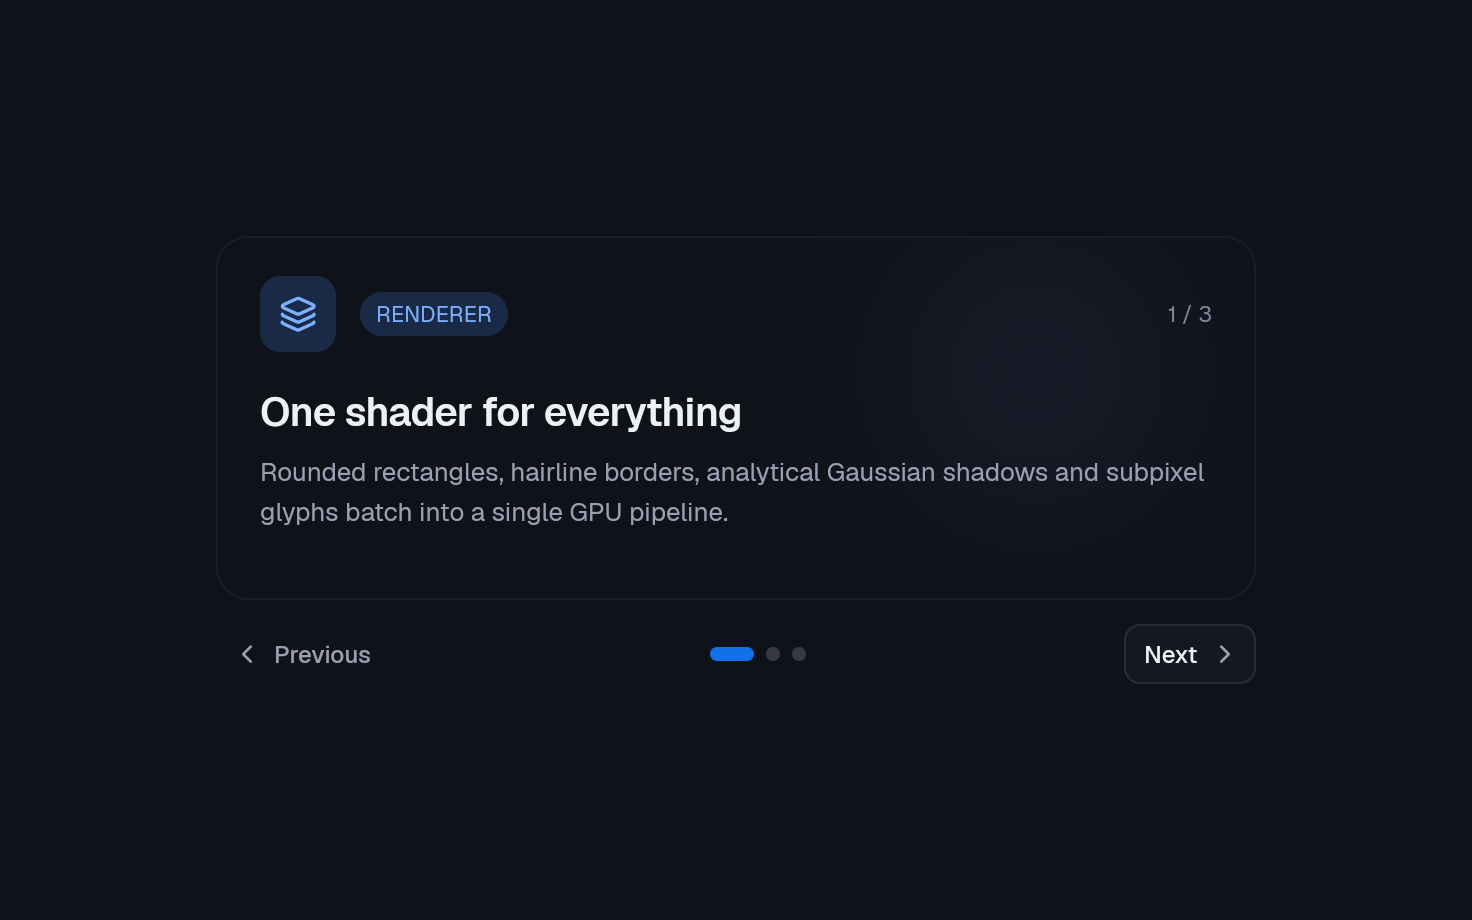 RENDERER
1 / 3
One shader for everything
Rounded rectangles, hairline borders, analytical Gaussian shadows and subpixel
glyphs batch into a single GPU pipeline.
Previous
Next